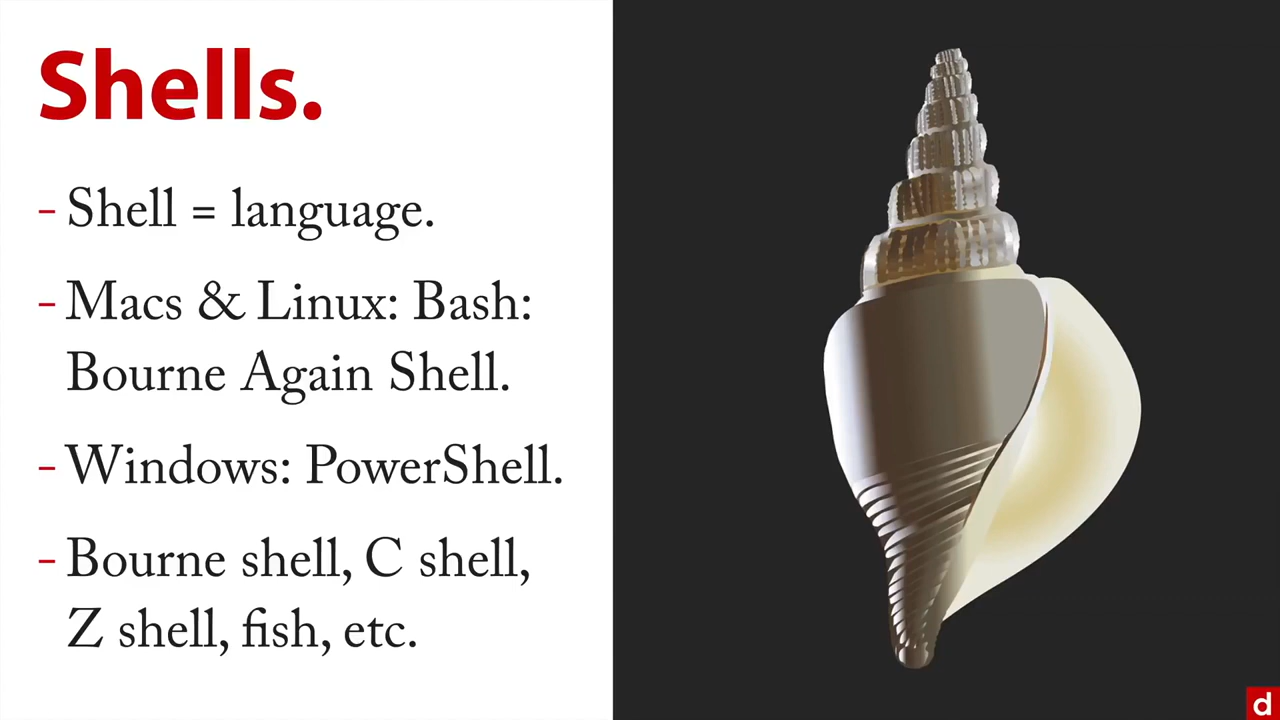 Shells.
– Shell = language.
– Macs & Linux: Bash:
Bourne Again Shell.
– Windows: PowerShell.
– Bourne shell, C shell,
Z shell, fish, etc.
d